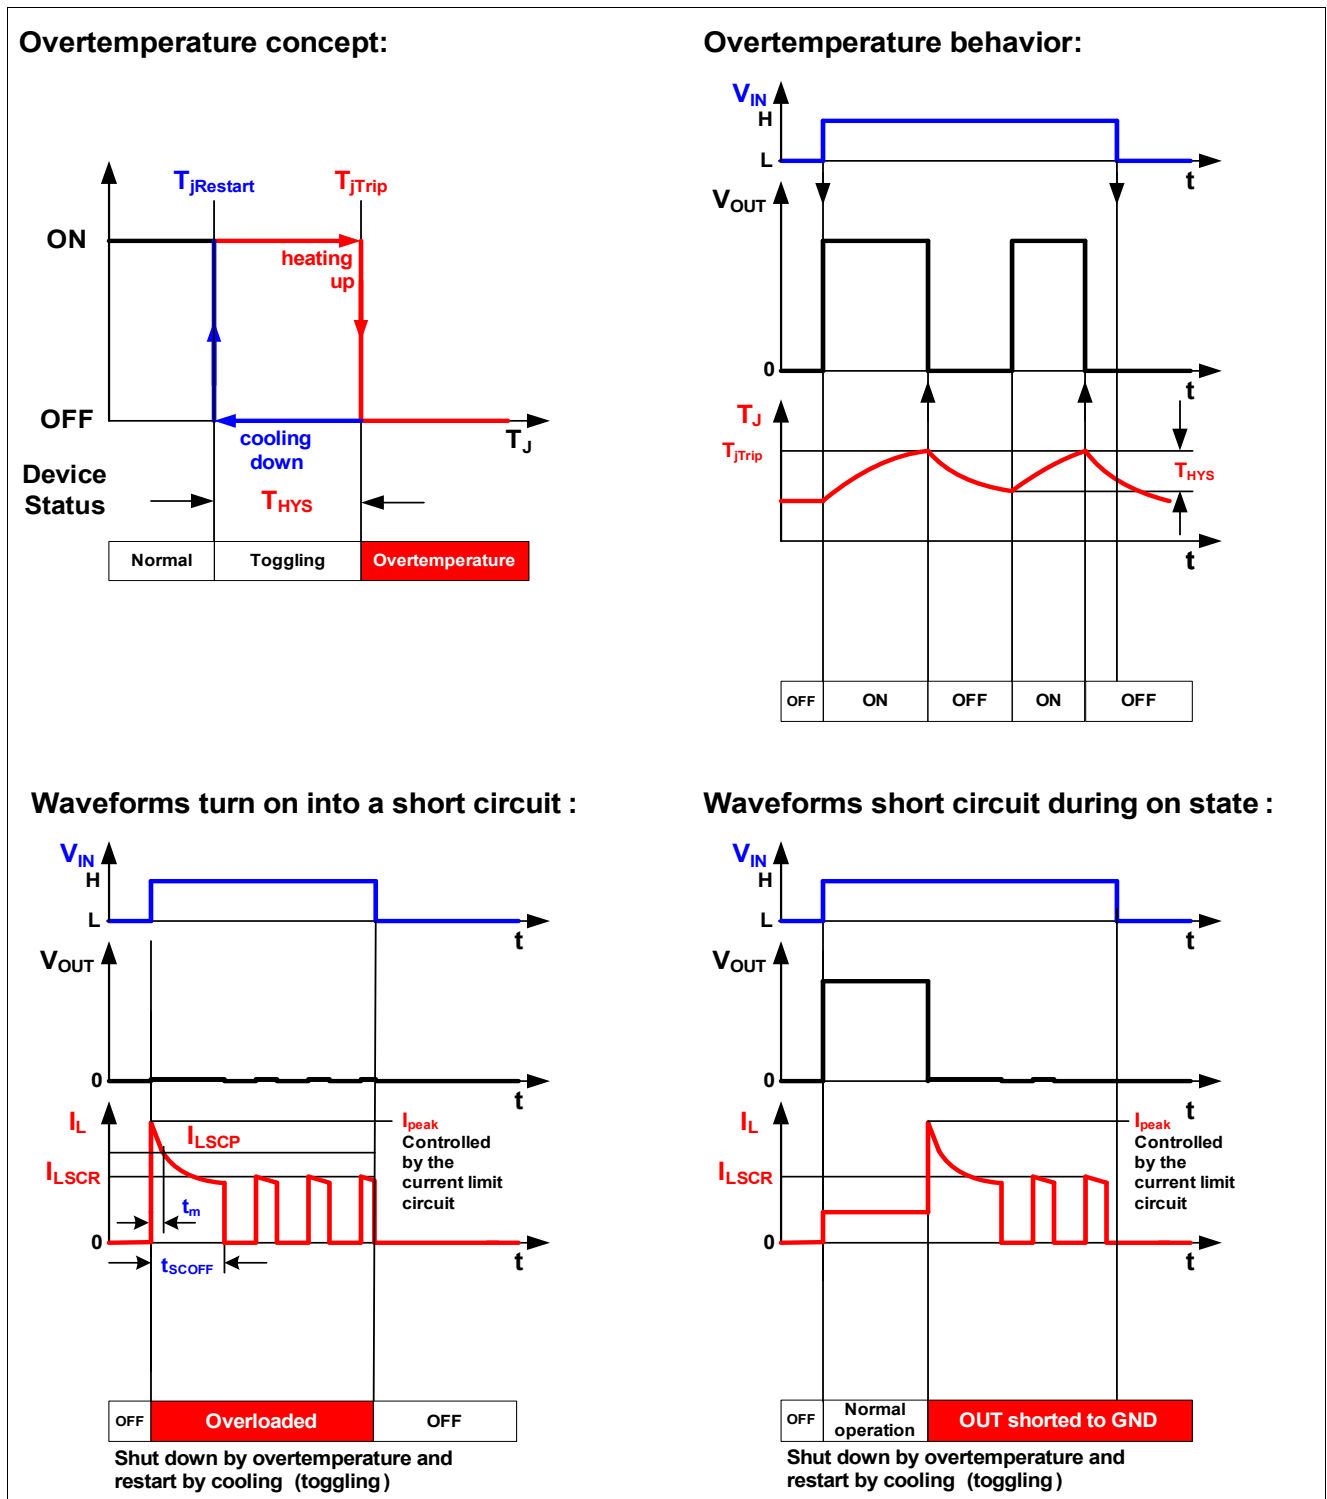 Overtemperature concept:
TjRestart
TjTrip
ON
heating
up
OFF
cooling
down
TJ
Device
Status
THYS
Normal
Toggling
Overtemperature
Overtemperature behavior:
VIN
H
L
t
VOUT
0
t
TJ
TjTrip
THYS
t
OFF
ON
OFF
ON
OFF
Waveforms turn on into a short circuit :
VIN
H
L
t
VOUT
0
t
IL
Ipeak
ILSCP
Controlled
by the
current limit
circuit
ILSCR
tm
0
t
tSCOFF
OFF
Overloaded
OFF
Shut down by overtemperature and
restart by cooling (toggling)
Waveforms short circuit during on state :
VIN
H
L
t
VOUT
0
t
IL
Ipeak
Controlled
by the
current limit
circuit
ILSCR
0
t
OFF
Normal
operation
OUT shorted to GND
Shut down by overtemperature and
restart by cooling (toggling)